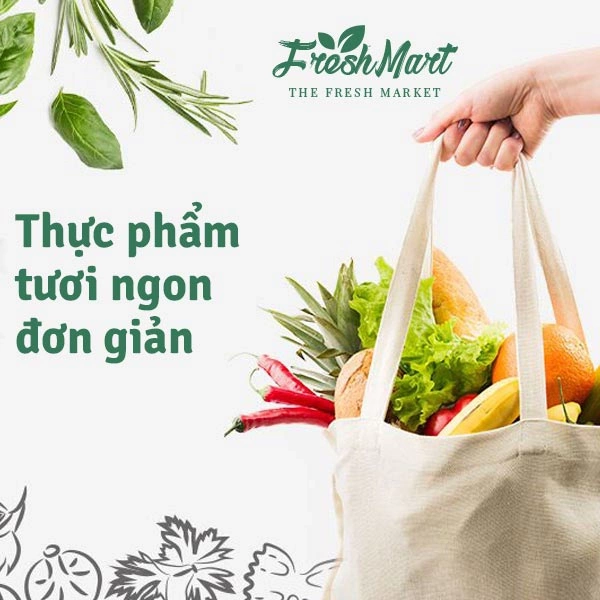 FreshMart
THE FRESH MARKET
Thực phẩm
tươi ngon
đơn giản